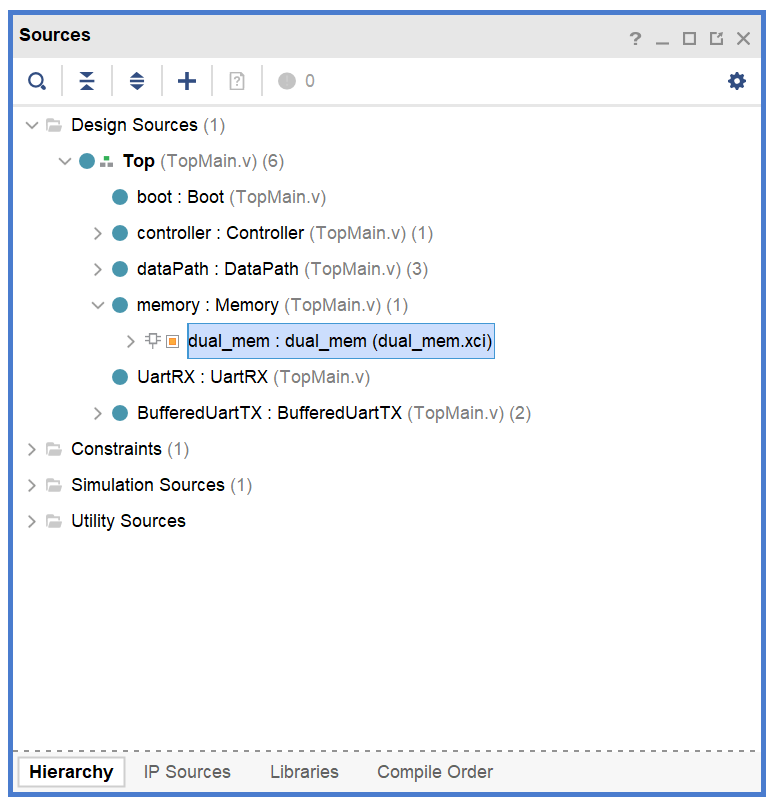 Sources
? 
0
Design Sources (1)
Top (TopMain.v) (6)
boot : Boot (TopMain.v)
controller : Controller (TopMain.v) (1)
dataPath : DataPath (TopMain.v) (3)
memory : Memory (TopMain.v) (1)
dual_mem : dual_mem (dual_mem.xci)
UartRX : UartRX (TopMain.v)
BufferedUartTX : BufferedUartTX (TopMain.v) (2)
Constraints (1)
Simulation Sources (1)
Utility Sources
Hierarchy IP Sources Libraries Compile Order